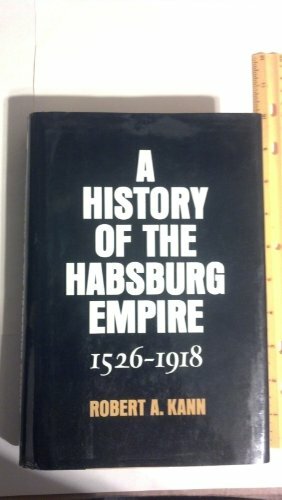 A
HISTORY
OF THE
HABSBURG
EMPIRE
1526-1918
ROBERT A. KANN